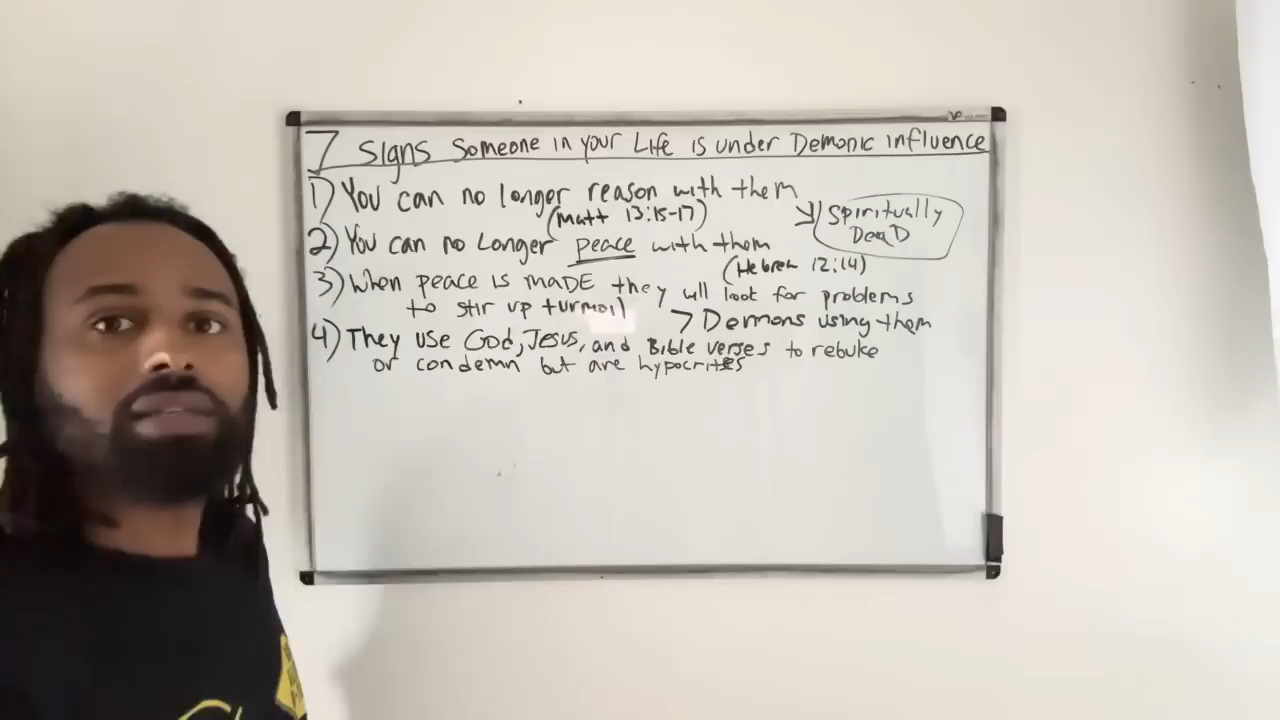 7 Signs Someone in your Life is under Demonic influence
1) You can no longer reason with them
(Matt 13:15-17)
Spiritually
DeaD
2) You can no Longer peace with them
(Hebrew 12:14)
3) When peace is maDE they will look for problems
to stir up turmoil
> Demons using them
4) They use God, Jesus, and Bible verses to rebuke
or condemn but are hypocrites